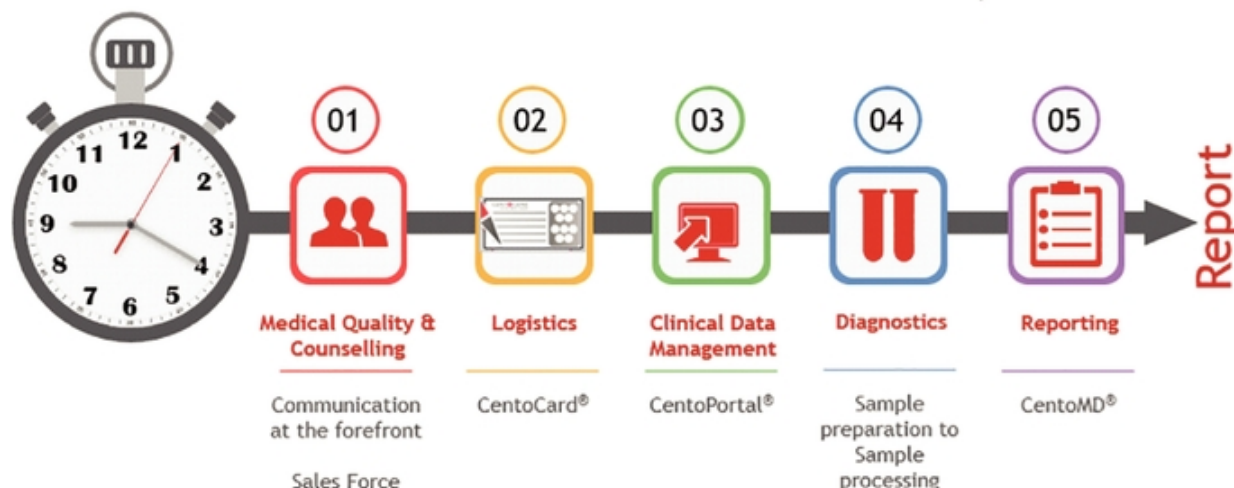 12
1
2
3
4
5
6
7
8
9
10
11
01
02
03
04
05
Report
Medical Quality &
Counselling
Logistics
Clinical Data
Management
Diagnostics
Reporting
Communication
at the forefront
Sales Force
CentoCard®
CentoPortal®
Sample
preparation to
Sample
processing
CentoMD®